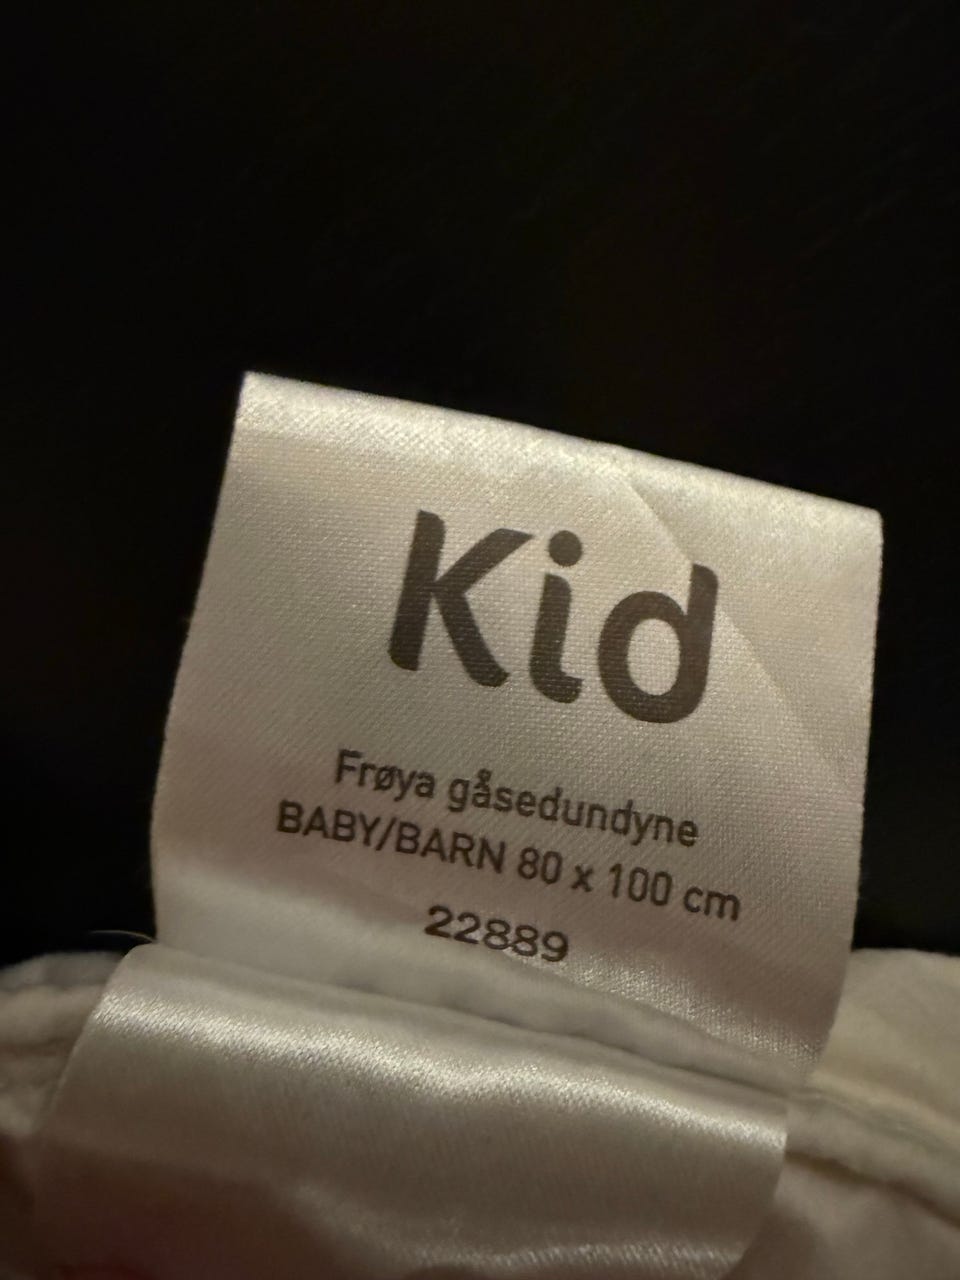 Kid
Frøya gåsedundyne
BABY/BARN 80 x 100 cm
22889